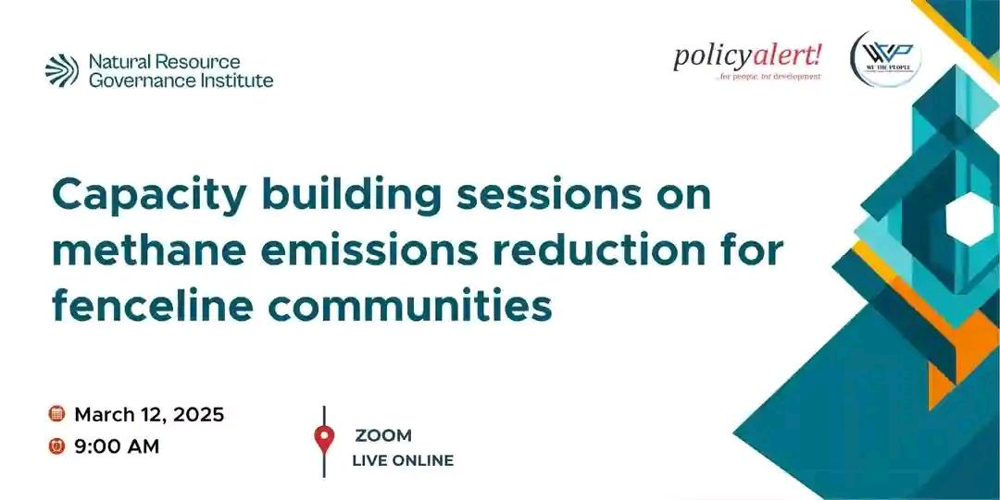 Natural Resource
Governance Institute
policyalert!
...for people, for development
WTP
WE THE PEOPLE
Capacity building sessions on
methane emissions reduction for
fenceline communities
March 12, 2025
9:00 AM
ZOOM
LIVE ONLINE